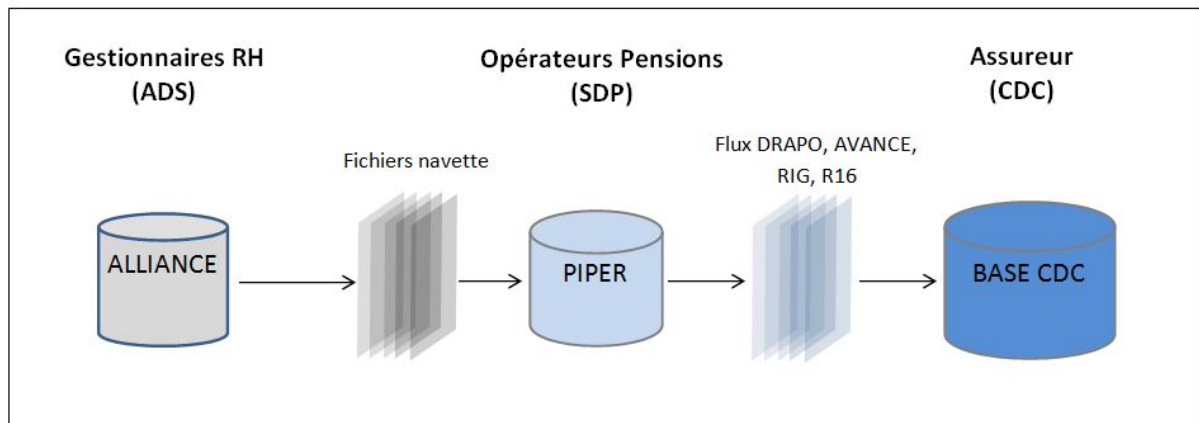 Gestionnaires RH
(ADS)
Opérateurs Pensions
(SDP)
Assureur
(CDC)
Fichiers navette
Flux DRAPO, AVANCE,
RIG, R16
ALLIANCE
PIPER
BASE CDC